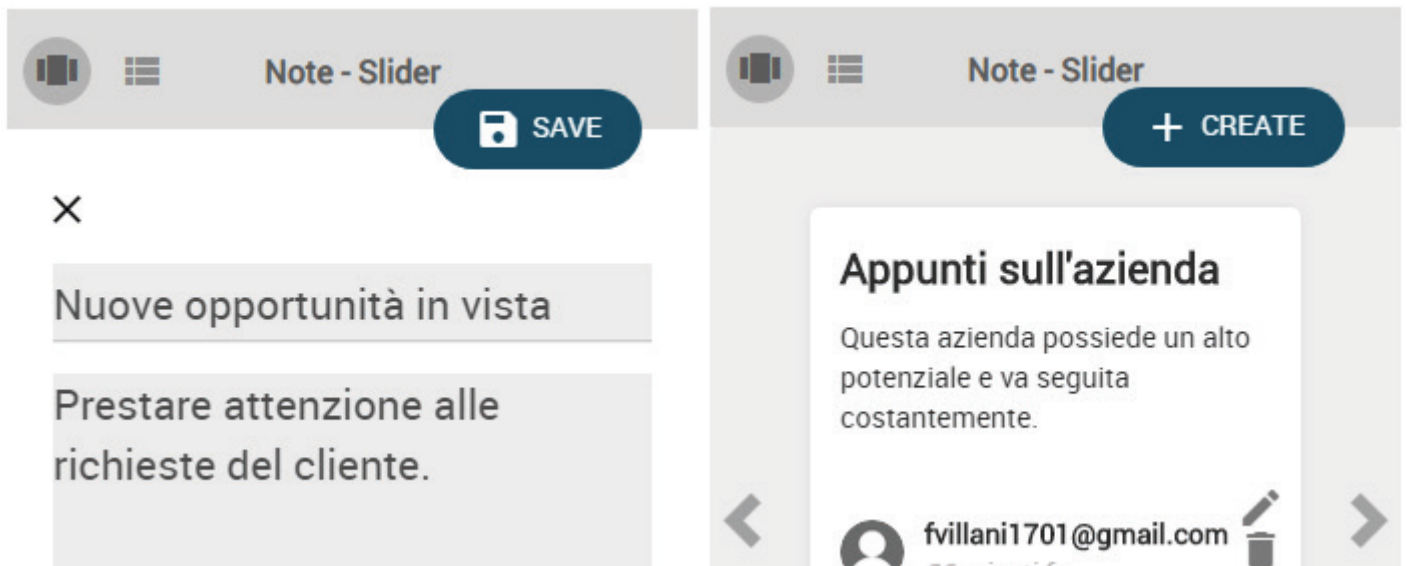 Note - Slider
SAVE
Nuove opportunità in vista
Prestare attenzione alle
richieste del cliente.
Note - Slider
CREATE
Appunti sull'azienda
Questa azienda possiede un alto
potenziale e va seguita
costantemente.
fvillani1701@gmail.com